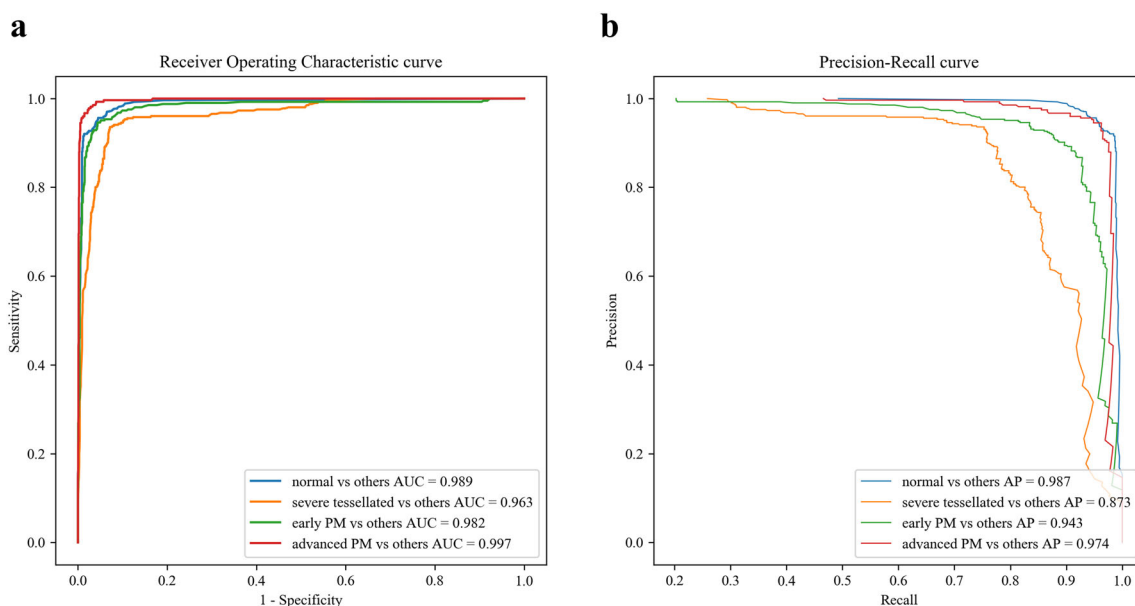 a
Receiver Operating Characteristic curve
Sensitivity
1.0
0.8
0.6
0.4
0.2
0.0
normal vs others AUC = 0.989
severe tessellated vs others AUC = 0.963
early PM vs others AUC = 0.982
advanced PM vs others AUC = 0.997
0.0 0.2 0.4 0.6 0.8 1.0
1 - Specificity
b
Precision-Recall curve
Precision
1.0
0.8
0.6
0.4
0.2
0.0
normal vs others AP = 0.987
severe tessellated vs others AP = 0.873
early PM vs others AP = 0.943
advanced PM vs others AP = 0.974
0.2 0.3 0.4 0.5 0.6 0.7 0.8 0.9 1.0
Recall